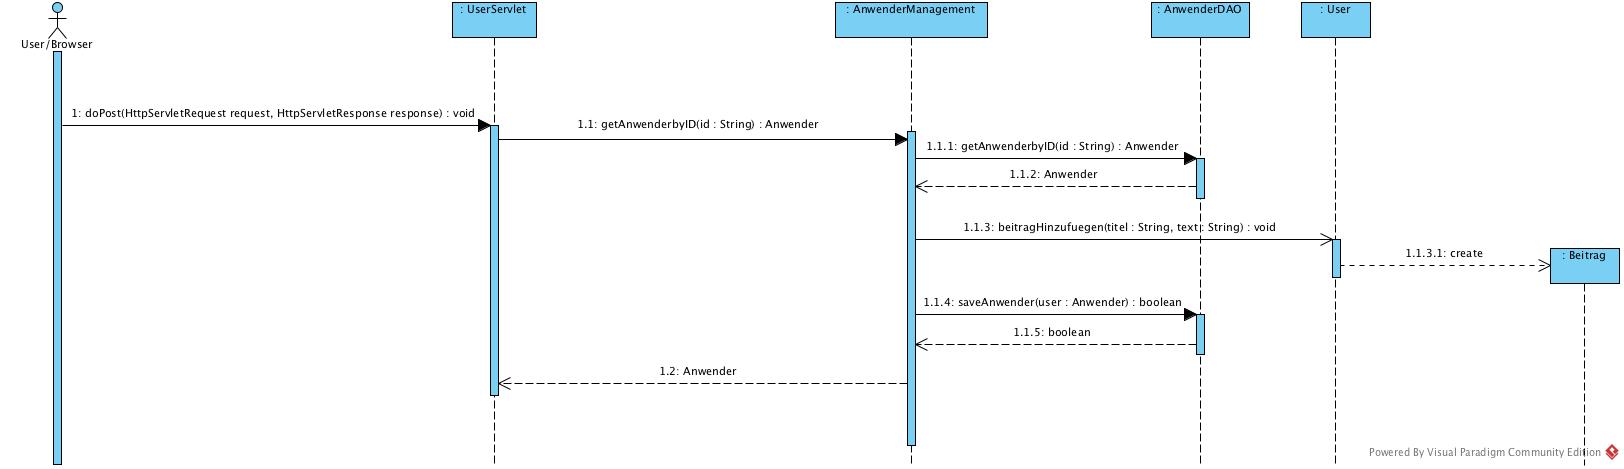 : UserServlet
: AnwenderManagement
: AnwenderDAO
: User
User/Browser
1: doPost(HttpServletRequest request, HttpServletResponse response) : void
1.1: getAnwenderbyID(id : String) : Anwender
1.1.1: getAnwenderbyID(id : String) : Anwender
1.1.2: Anwender
1.1.3: beitragHinzufuegen(titel : String, text : String) : void
1.1.3.1: create
: Beitrag
1.1.4: saveAnwender(user : Anwender) : boolean
1.1.5: boolean
1.2: Anwender
Powered By Visual Paradigm Community Edition